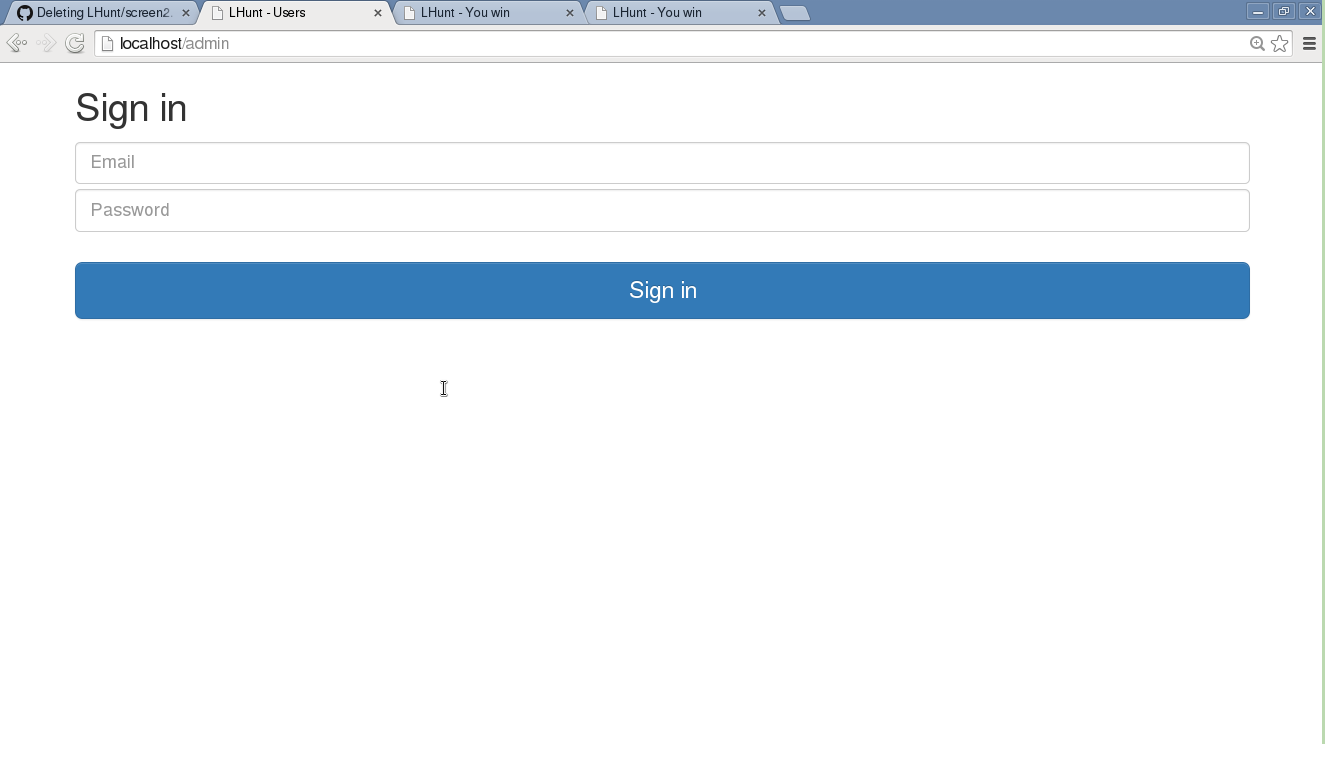 Deleting LHunt/screen2.
LHunt - Users
LHunt - You win
LHunt - You win
localhost/admin
Sign in
Email
Password
Sign in